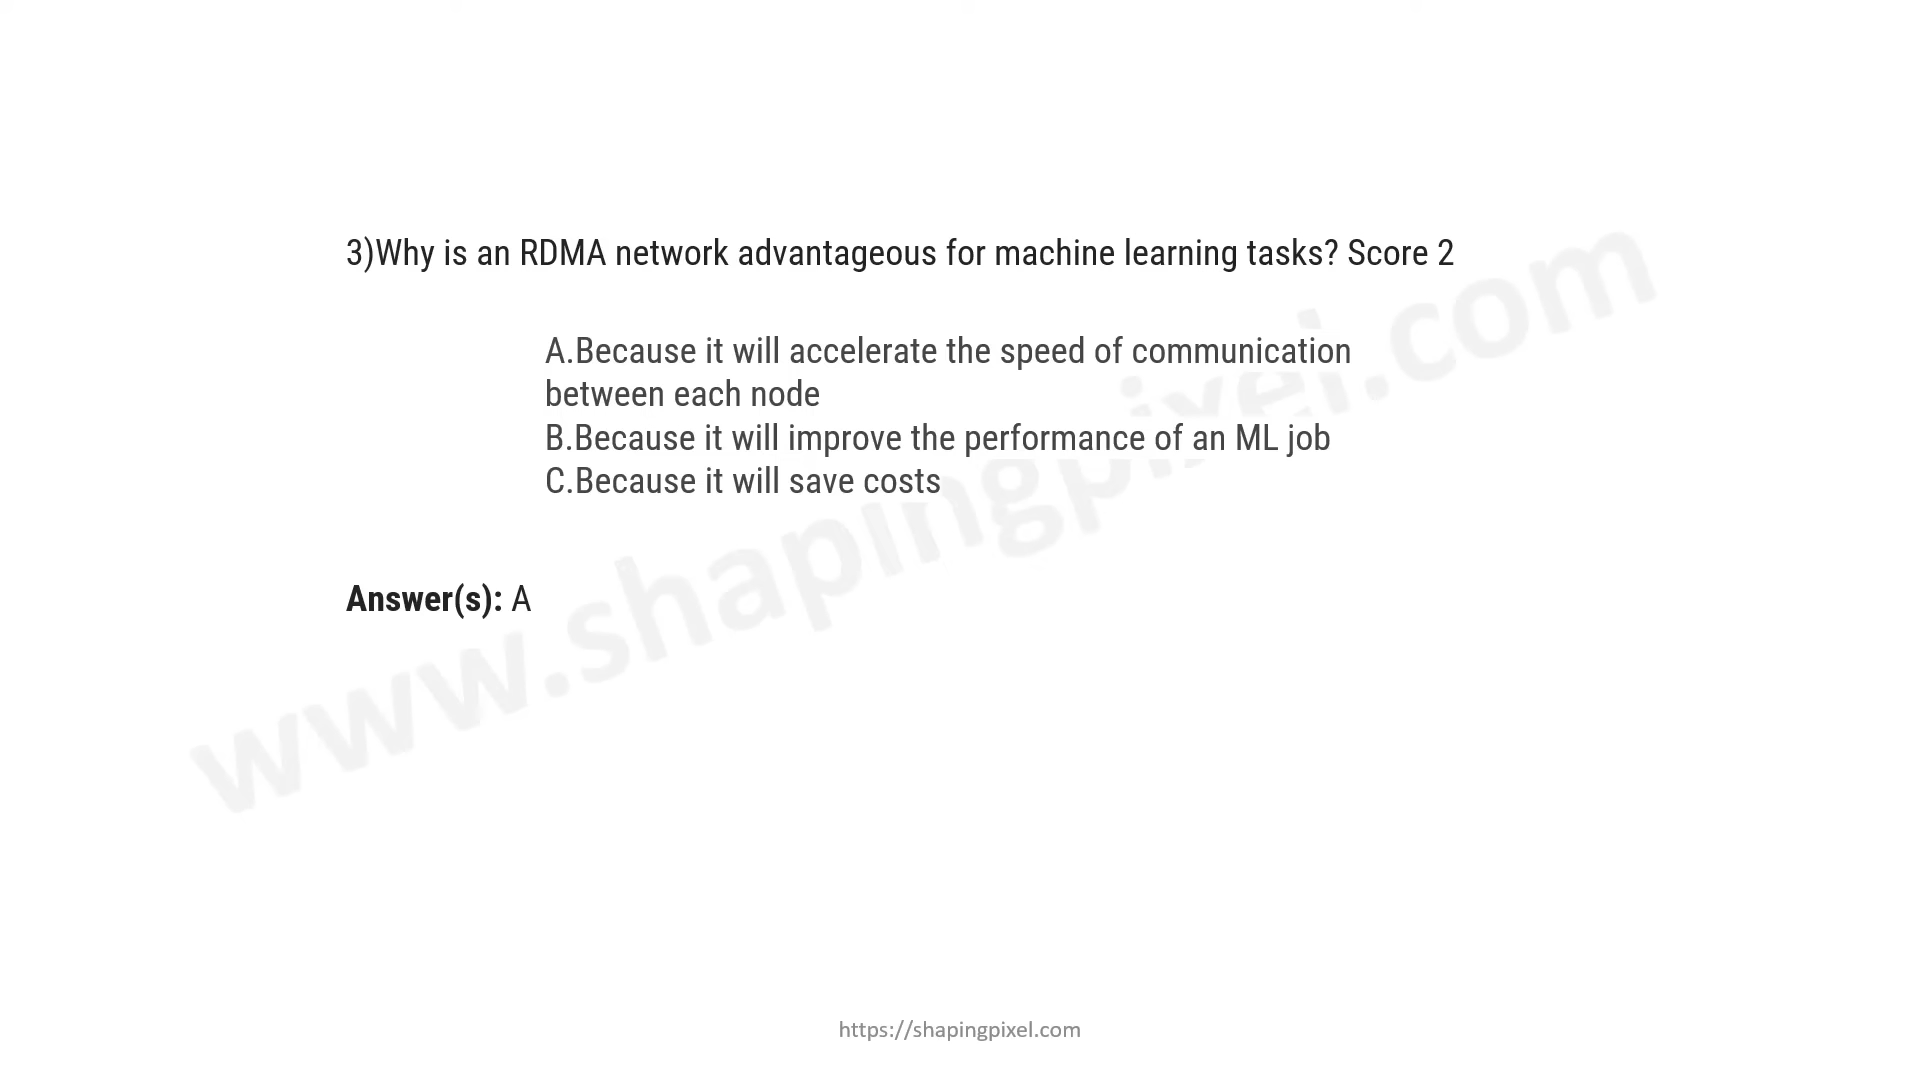 3)Why is an RDMA network advantageous for machine learning tasks? Score 2
A.Because it will accelerate the speed of communication
between each node
B.Because it will improve the performance of an ML job
C.Because it will save costs
Answer(s): A
www.shapingpixel.com
https://shapingpixel.com